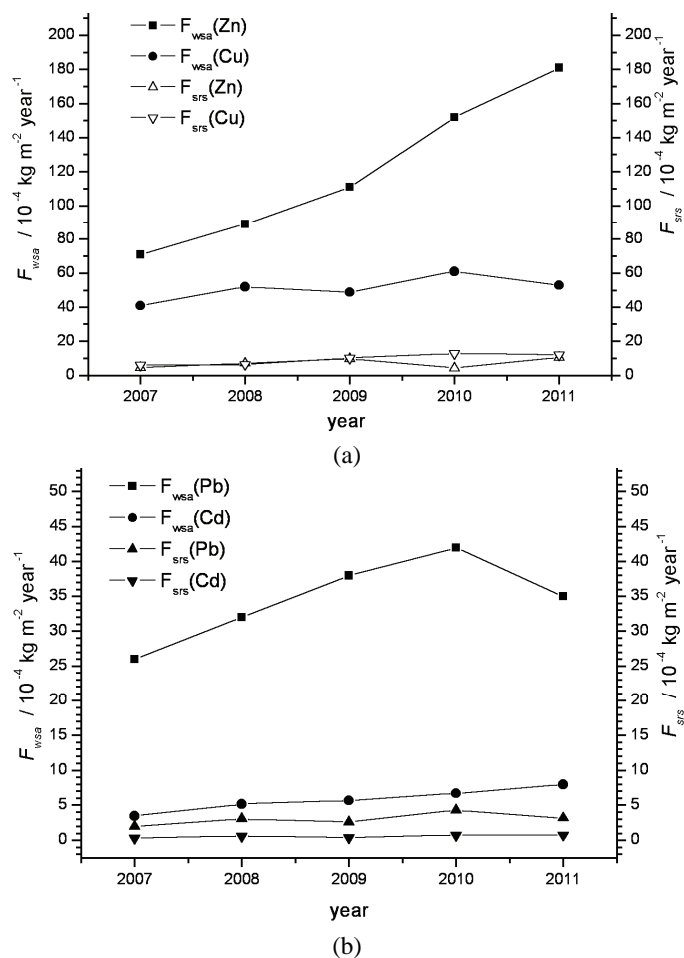 F_wsa(Zn)
F_wsa(Cu)
F_srs(Zn)
F_srs(Cu)
200 200
180 180
160 160
140 140
120 120
100 100
80 80
60 60
40 40
20 20
0 0
F_wsa / 10⁻⁴ kg m⁻² year⁻¹
F_srs / 10⁻⁴ kg m⁻² year⁻¹
2007 2008 2009 2010 2011
year
(a)
F_wsa(Pb)
F_wsa(Cd)
F_srs(Pb)
F_srs(Cd)
50 50
45 45
40 40
35 35
30 30
25 25
20 20
15 15
10 10
5 5
0 0
F_wsa / 10⁻⁴ kg m⁻² year⁻¹
F_srs / 10⁻⁴ kg m⁻² year⁻¹
2007 2008 2009 2010 2011
year
(b)